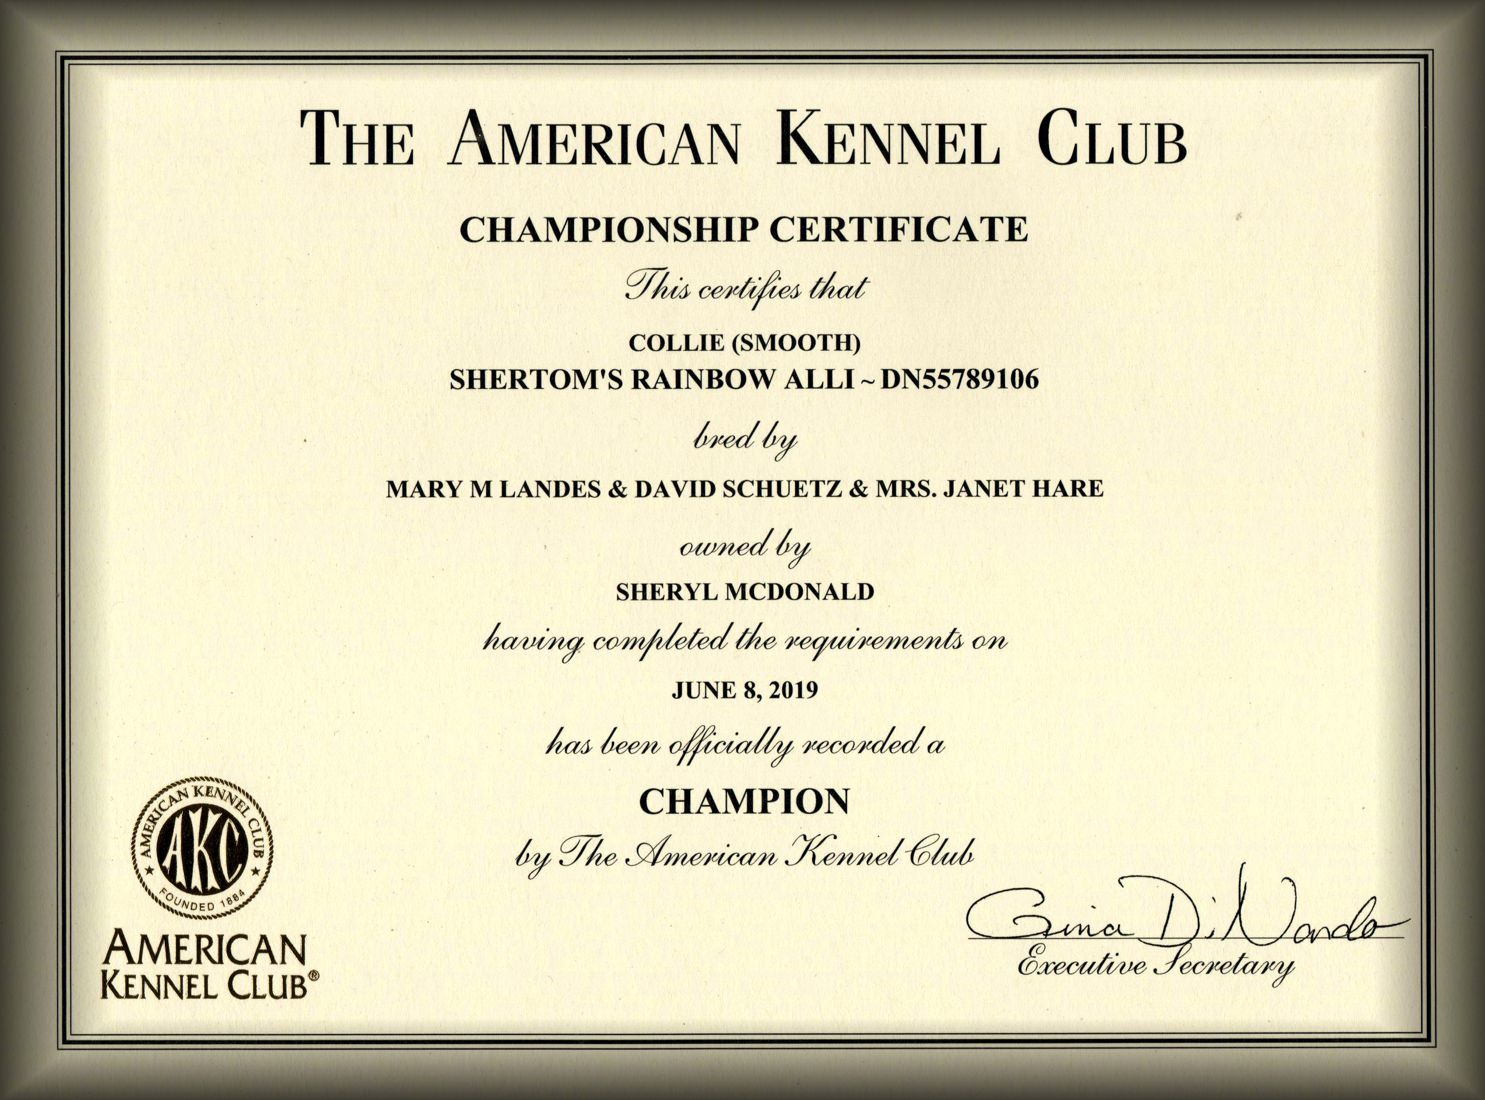 THE AMERICAN KENNEL CLUB
CHAMPIONSHIP CERTIFICATE
This certifies that
COLLIE (SMOOTH)
SHERTOM'S RAINBOW ALLI ~ DN55789106
bred by
MARY M LANDES & DAVID SCHUETZ & MRS. JANET HARE
owned by
SHERYL MCDONALD
having completed the requirements on
JUNE 8, 2019
has been officially recorded a
CHAMPION
by The American Kennel Club
AMERICAN KENNEL CLUB
AKC
FOUNDED 1884
AMERICAN
KENNEL CLUB®
Gina DiNardo
Executive Secretary